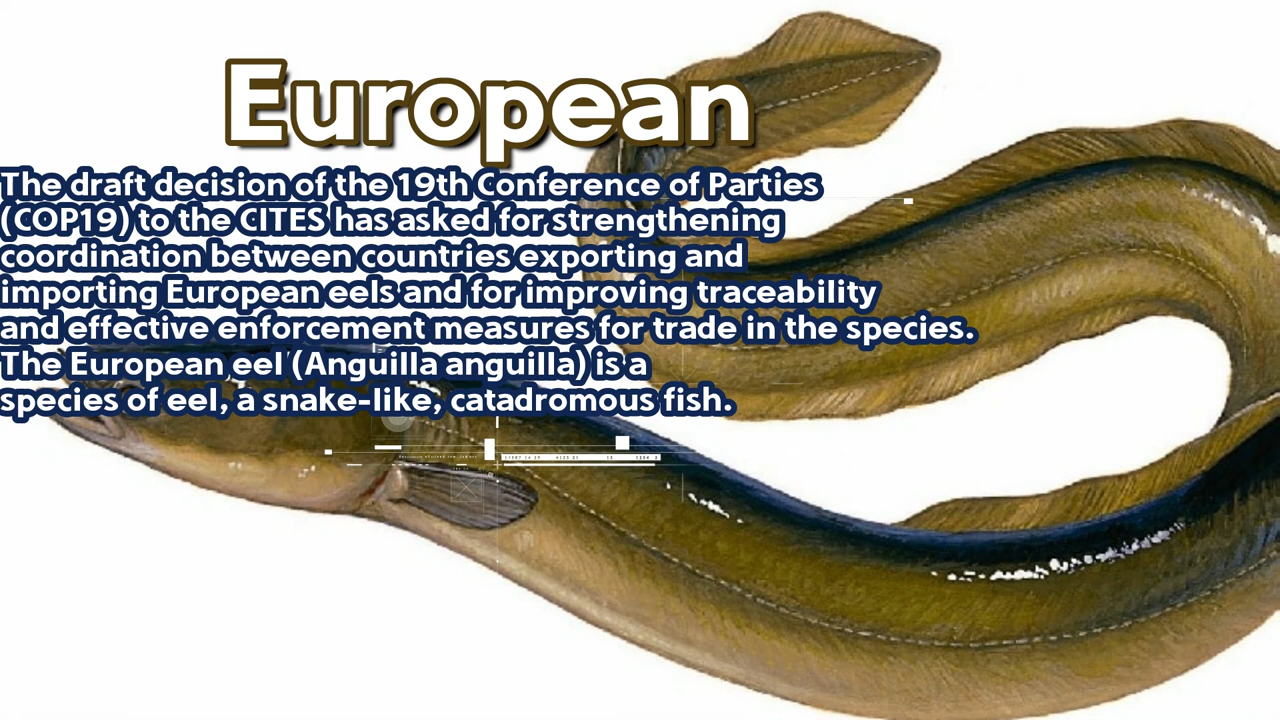 European
The draft decision of the 19th Conference of Parties
(COP19) to the CITES has asked for strengthening
coordination between countries exporting and
importing European eels and for improving traceability
and effective enforcement measures for trade in the species.
The European eel (Anguilla anguilla) is a
species of eel, a snake-like, catadromous fish.